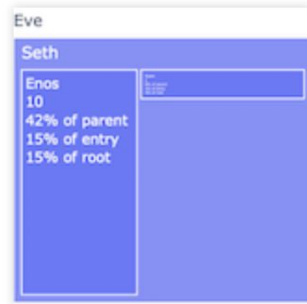 Eve
Seth
Enos
10
42% of parent
15% of entry
15% of root